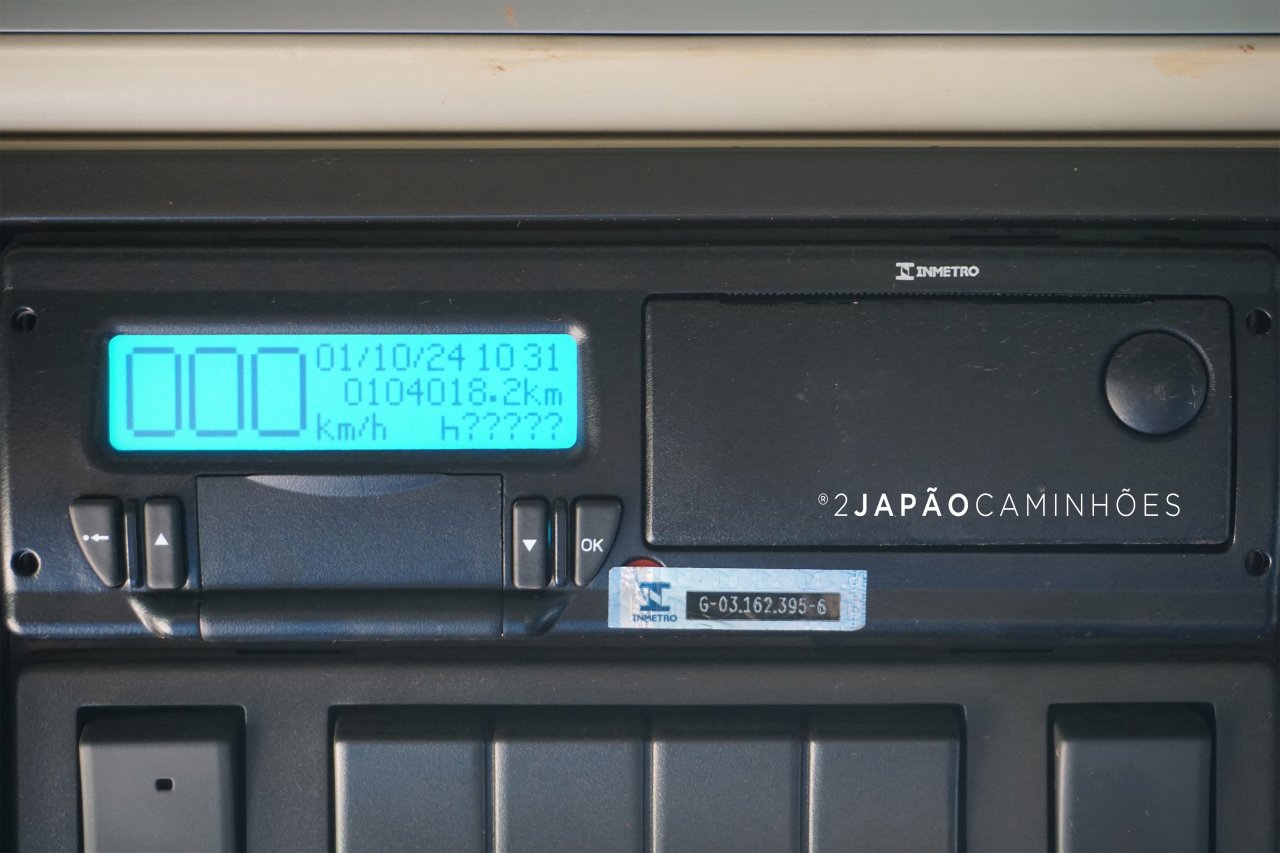 INMETRO
000 01/10/24 10 31
0104018.2km
km/h h?????
® 2JAPÃOCAMINHÕES
OK
INMETRO G-03.162.395-6